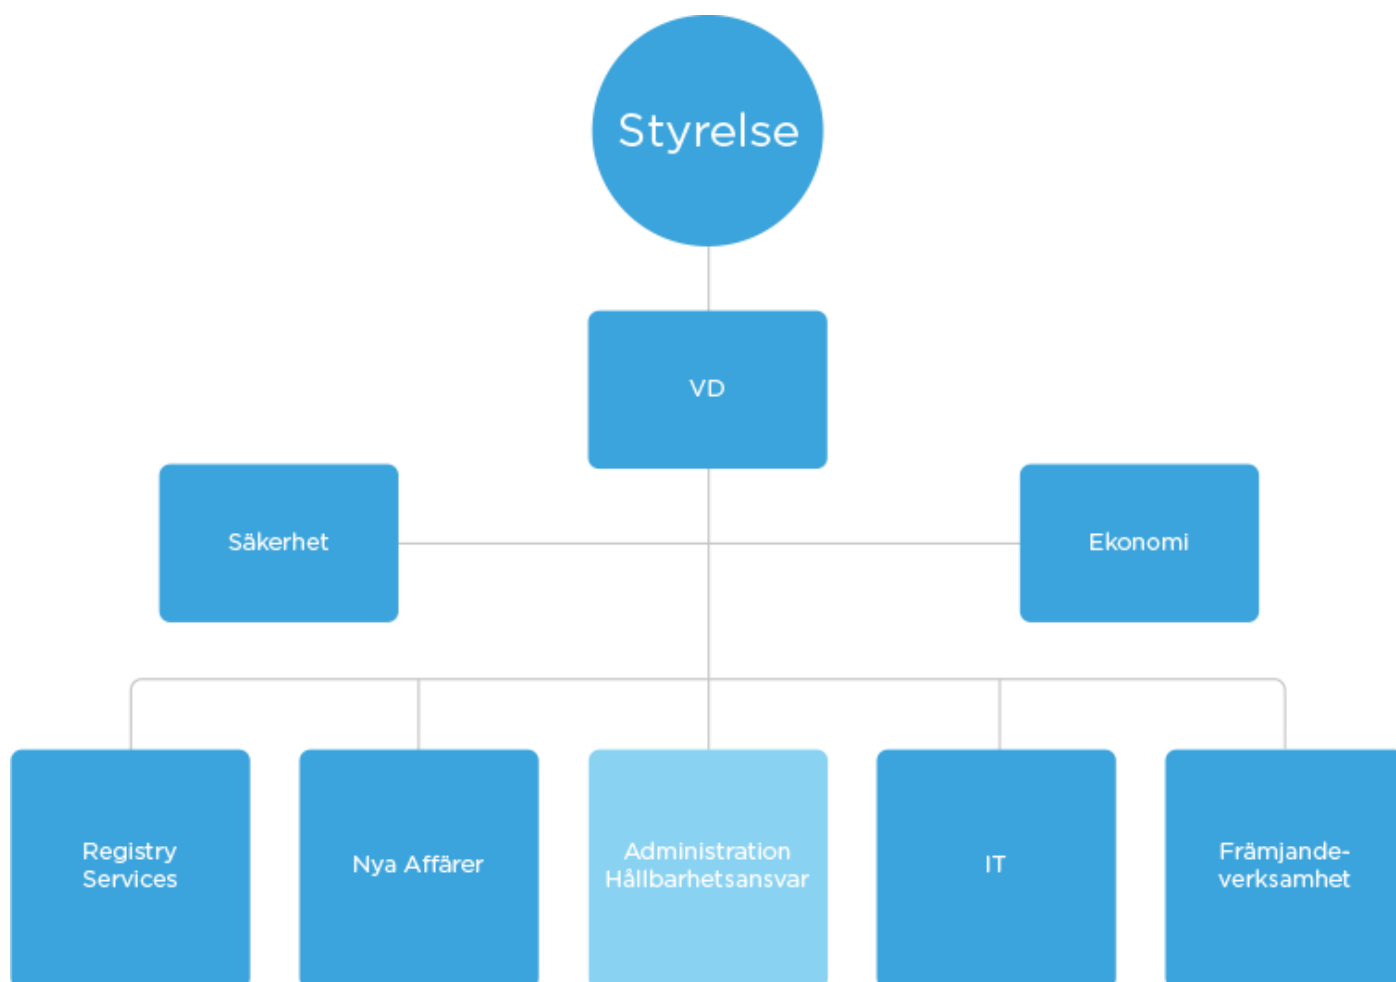 Styrelse
VD
Säkerhet
Ekonomi
Registry
Services
Nya Affärer
Administration
Hållbarhetsansvar
IT
Främjande-
verksamhet